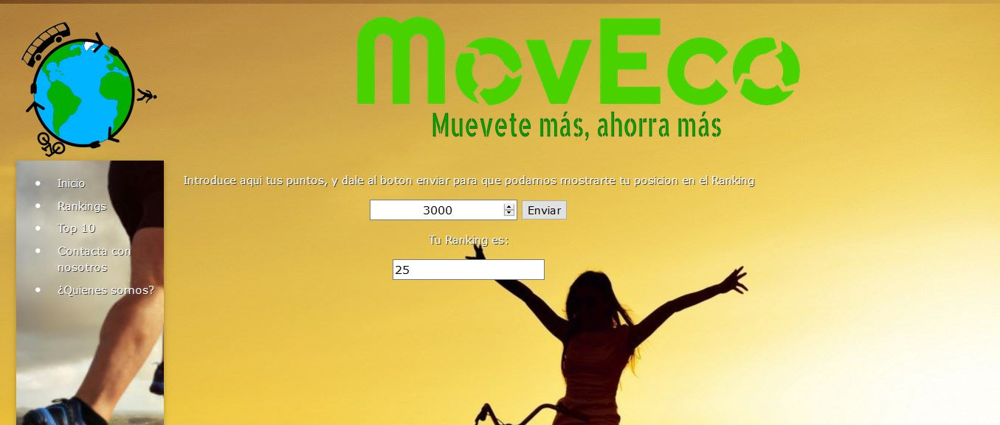 MovEco
Muevete más, ahorra más
Inicio
Rankings
Top 10
Contacta con
nosotros
¿Quienes somos?
Introduce aqui tus puntos, y dale al boton enviar para que podamos mostrarte tu posicion en el Ranking
3000
Enviar
Tu Ranking es:
25